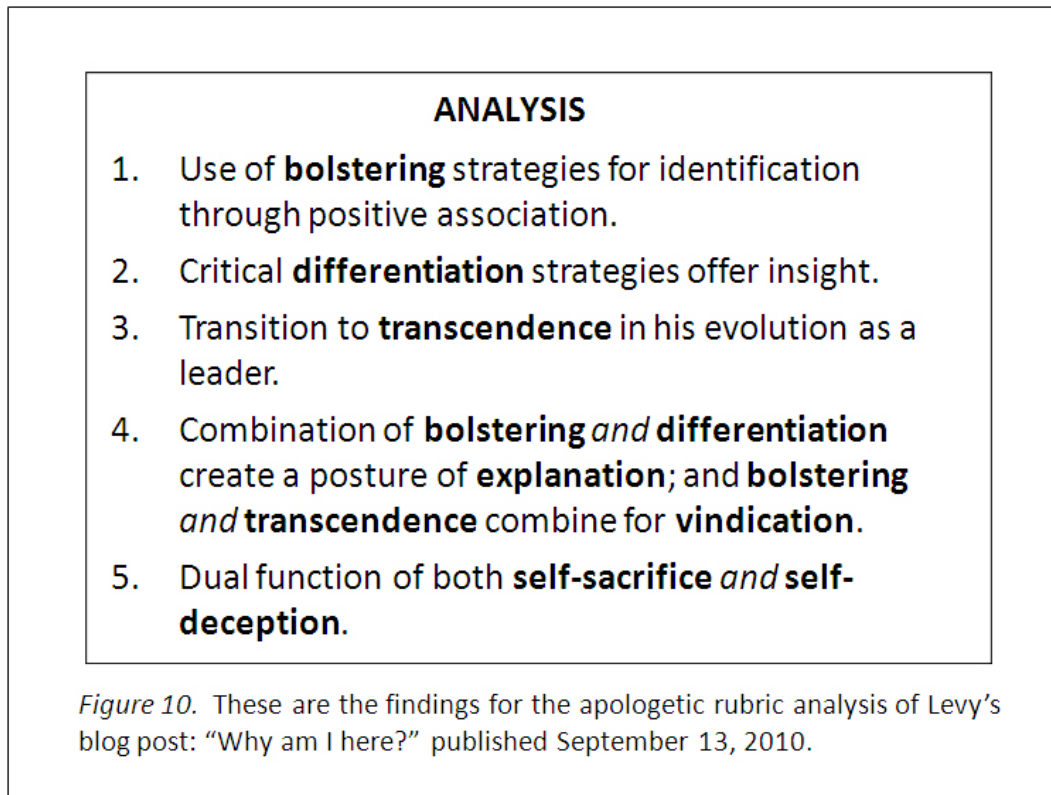 ANALYSIS
1. Use of bolstering strategies for identification
through positive association.
2. Critical differentiation strategies offer insight.
3. Transition to transcendence in his evolution as a
leader.
4. Combination of bolstering and differentiation
create a posture of explanation; and bolstering
and transcendence combine for vindication.
5. Dual function of both self-sacrifice and self-
deception.
Figure 10. These are the findings for the apologetic rubric analysis of Levy’s
blog post: “Why am I here?” published September 13, 2010.